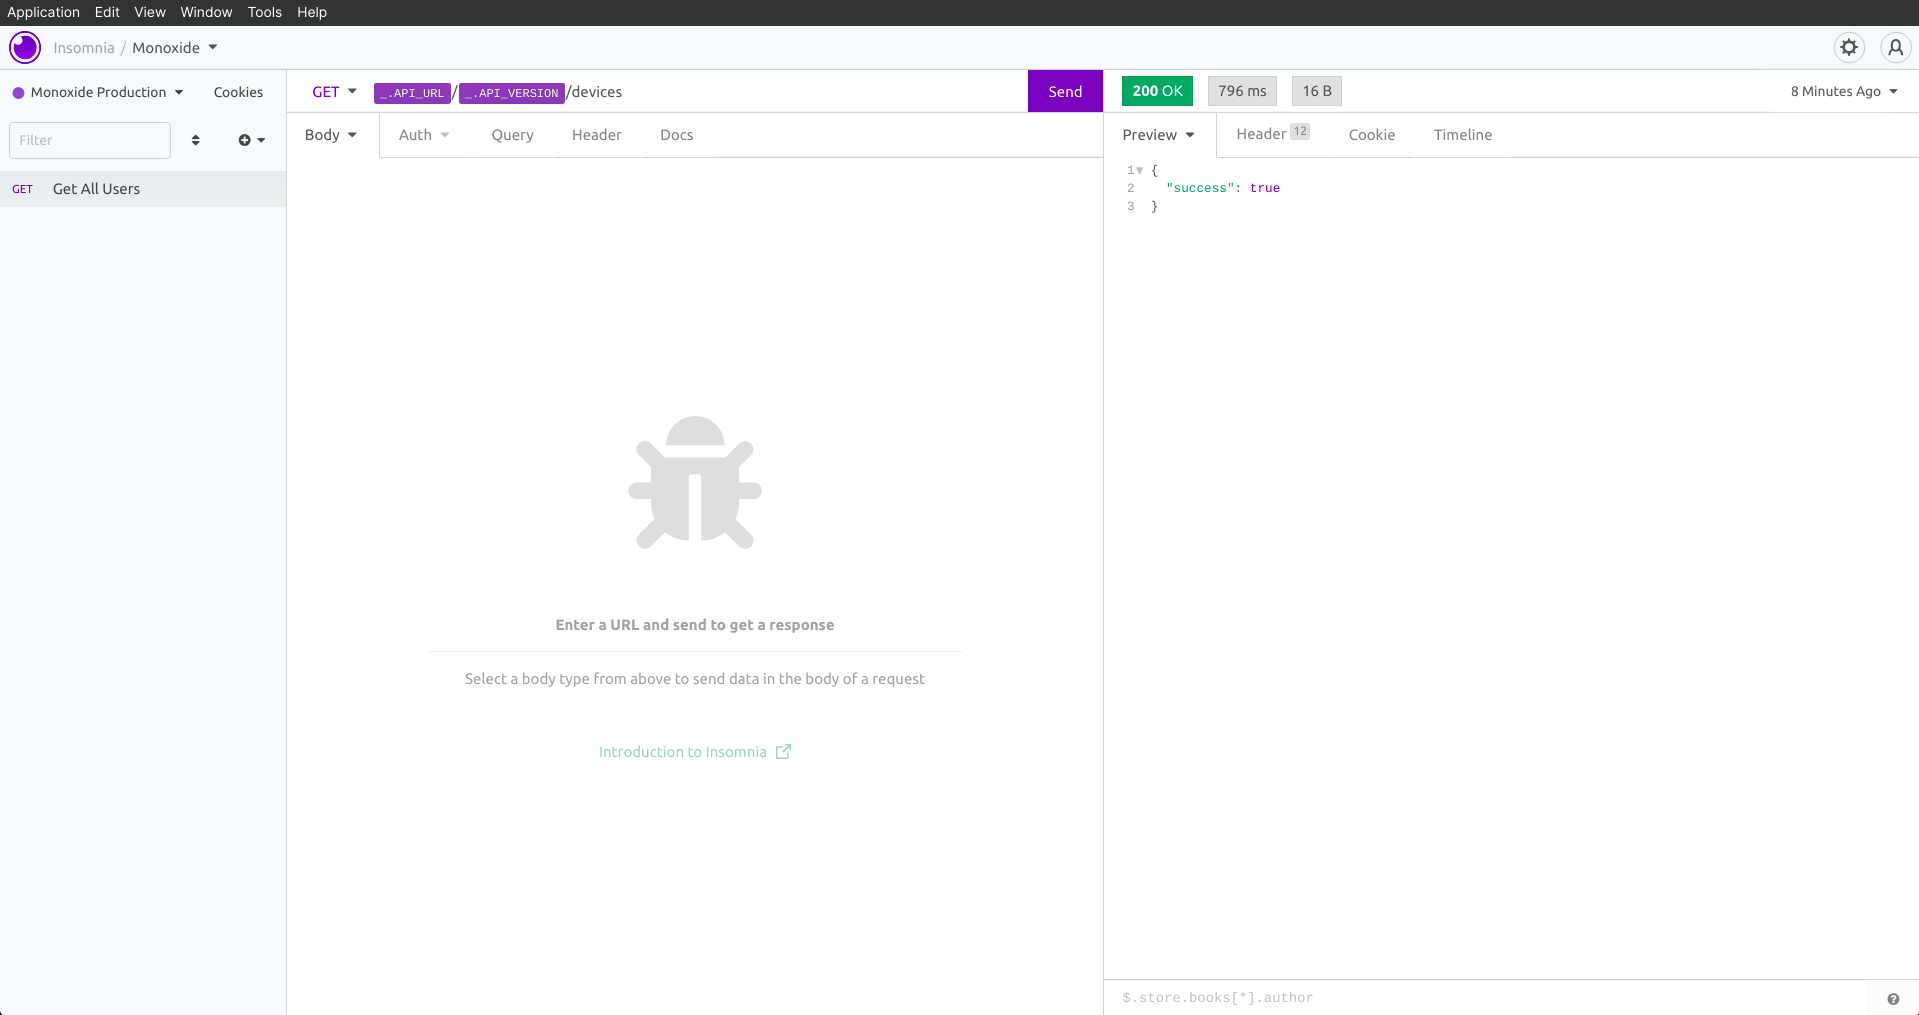 Application Edit View Window Tools Help
Insomnia / Monoxide
Monoxide Production Cookies
GET _.API_URL/_.API_VERSION/devices Send
200 OK 796 ms 16 B 8 Minutes Ago
Filter
Body Auth Query Header Docs
Preview Header 12 Cookie Timeline
GET Get All Users
1 {
2 "success": true
3 }
Enter a URL and send to get a response
Select a body type from above to send data in the body of a request
Introduction to Insomnia
$.store.books[*].author